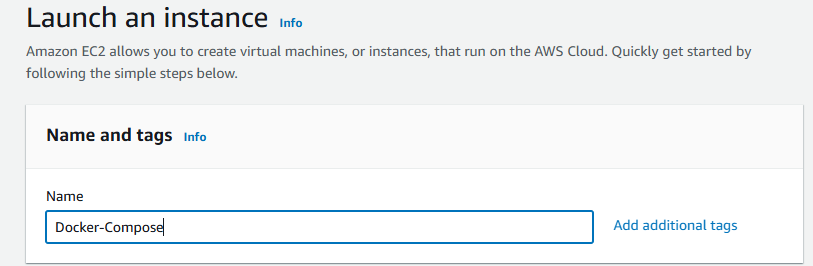 Launch an instance Info
Amazon EC2 allows you to create virtual machines, or instances, that run on the AWS Cloud. Quickly get started by
following the simple steps below.
Name and tags Info
Name
Docker-Compose Add additional tags